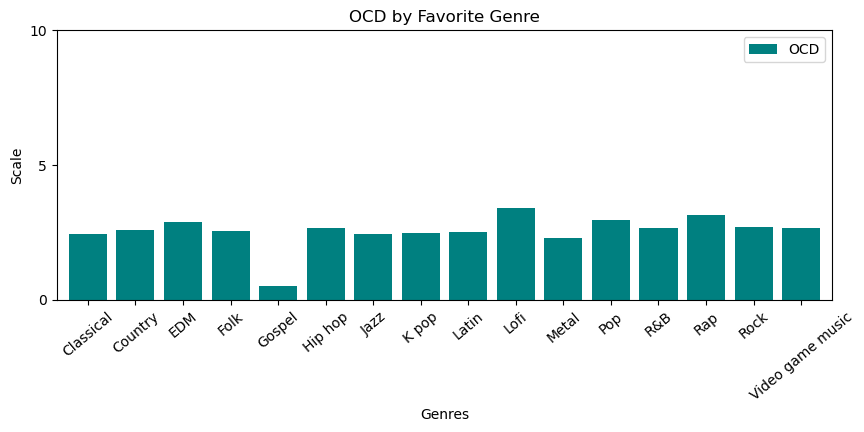 OCD by Favorite Genre
OCD
Scale
10
5
0
Classical
Country
EDM
Folk
Gospel
Hip hop
Jazz
K pop
Latin
Lofi
Metal
Pop
R&B
Rap
Rock
Video game music
Genres